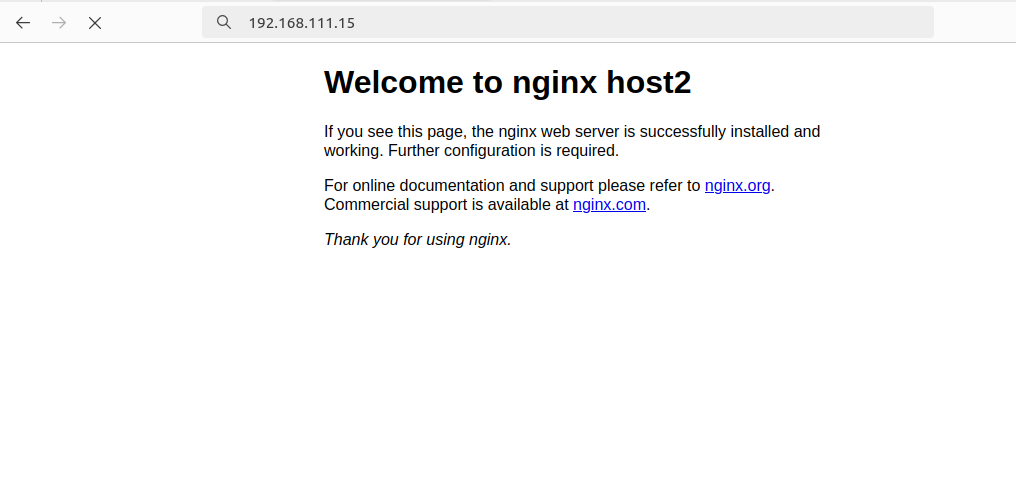 192.168.111.15
Welcome to nginx host2
If you see this page, the nginx web server is successfully installed and
working. Further configuration is required.
For online documentation and support please refer to nginx.org.
Commercial support is available at nginx.com.
Thank you for using nginx.